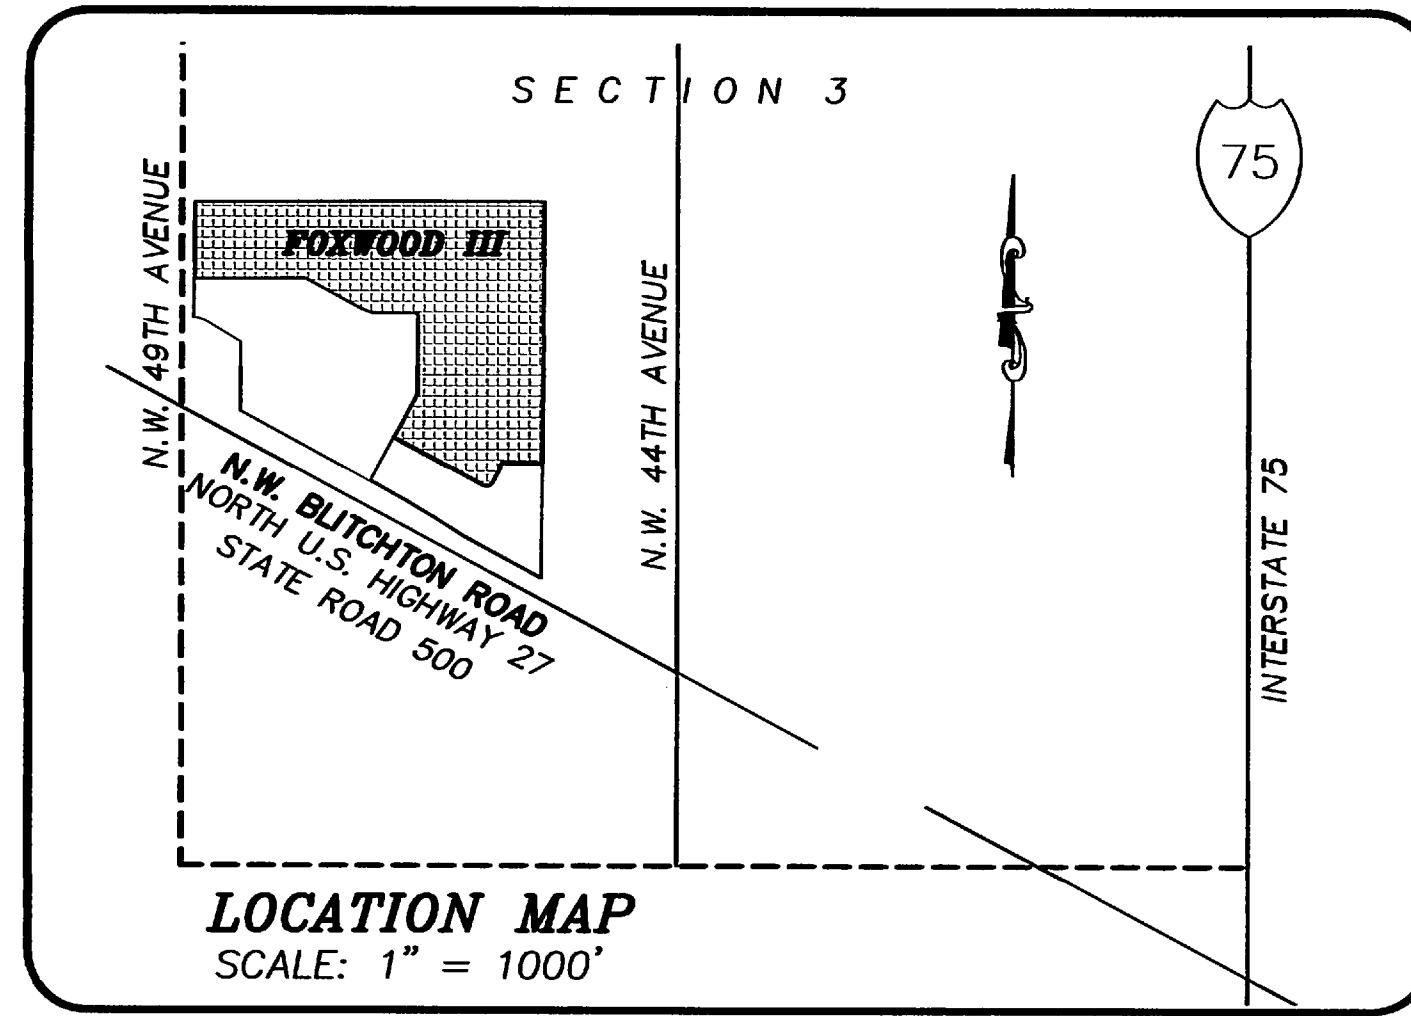 SECTION 3
75
N.W. 49TH AVENUE
FOXWOOD III
N.W. 44TH AVENUE
INTERSTATE 75
N.W. BLITCHTON ROAD
NORTH U.S. HIGHWAY 27
STATE ROAD 500
LOCATION MAP
SCALE: 1" = 1000'